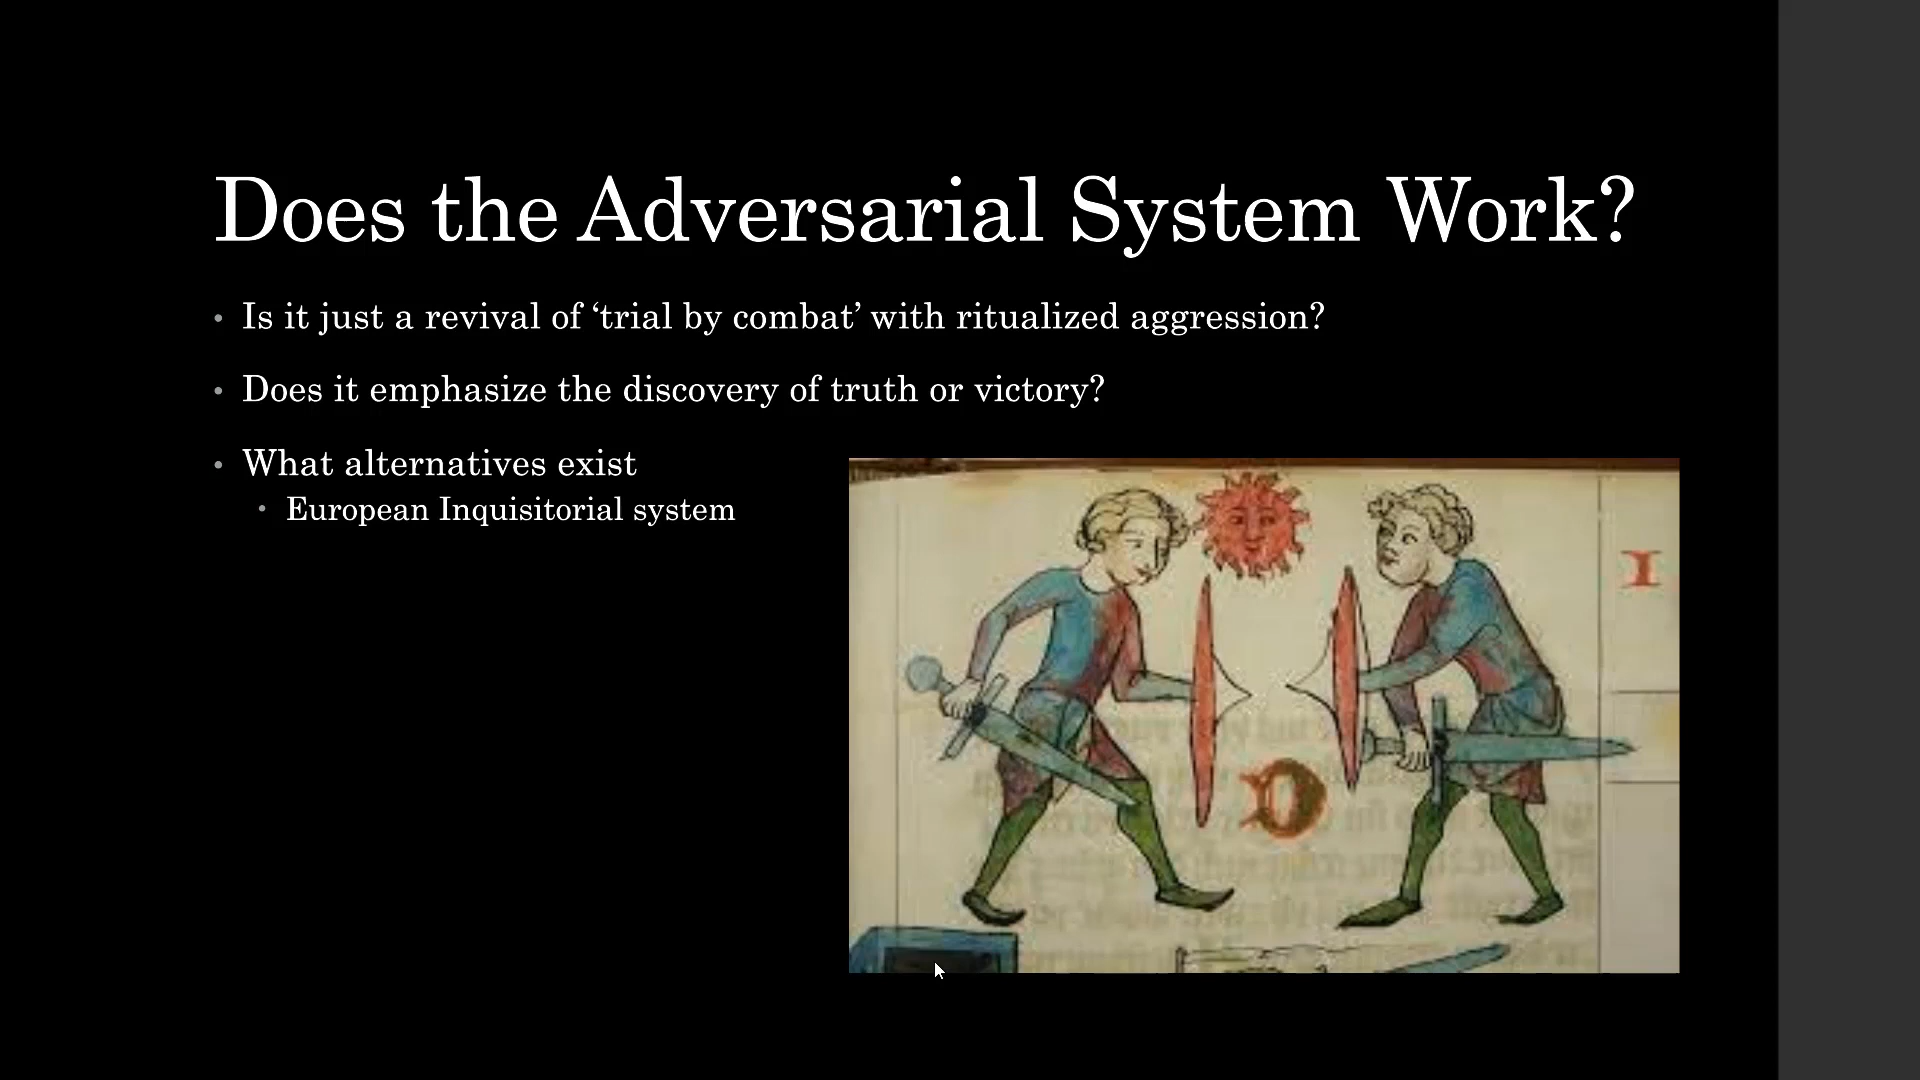 Does the Adversarial System Work?
• Is it just a revival of ‘trial by combat’ with ritualized aggression?
• Does it emphasize the discovery of truth or victory?
• What alternatives exist
• European Inquisitorial system
I
D